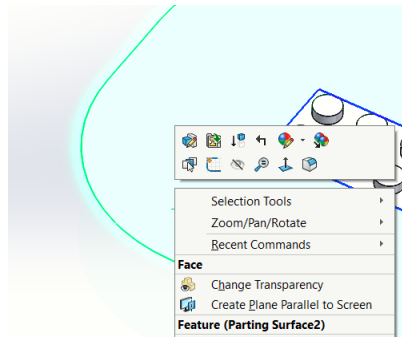 Selection Tools
Zoom/Pan/Rotate
Recent Commands
Face
Change Transparency
Create Plane Parallel to Screen
Feature (Parting Surface2)